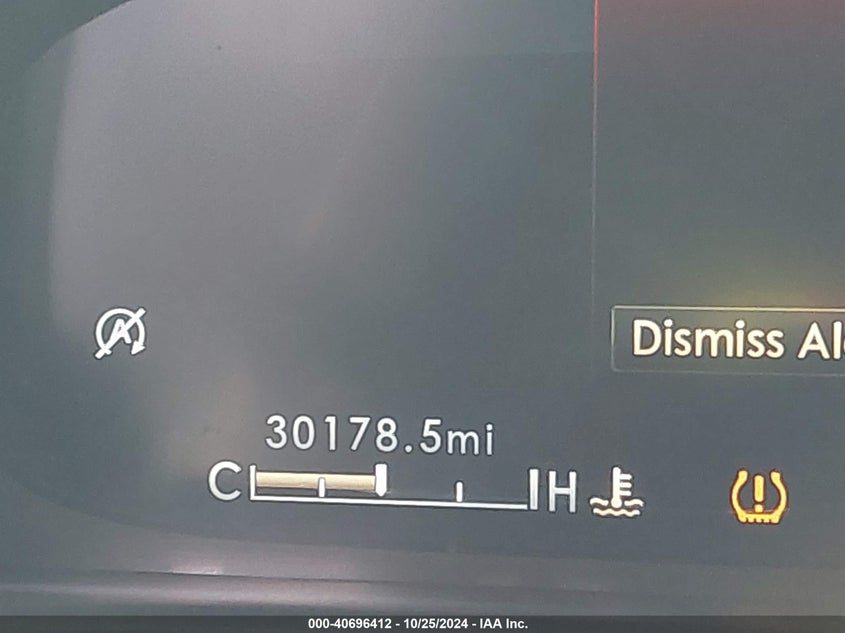 Dismiss Al
30178.5mi
C H
000-40696412 - 10/25/2024 - IAA Inc.